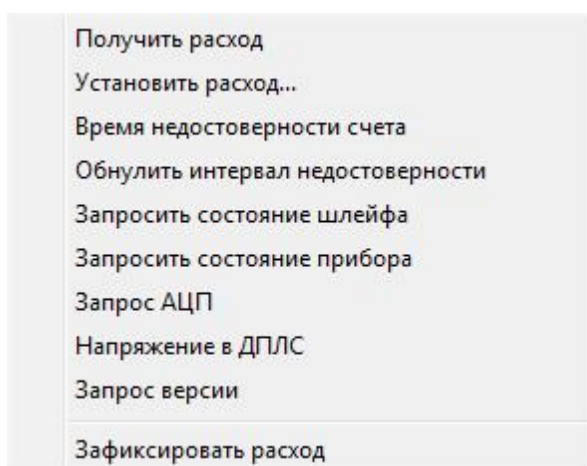 Получить расход
Установить расход...
Время недостоверности счета
Обнулить интервал недостоверности
Запросить состояние шлейфа
Запросить состояние прибора
Запрос АЦП
Напряжение в ДПЛС
Запрос версии
Зафиксировать расход